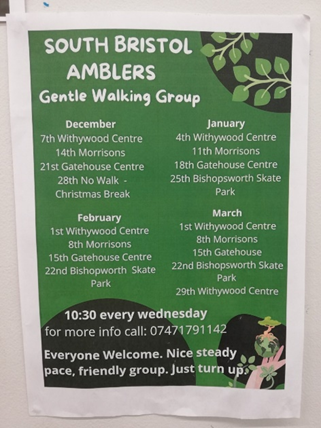 SOUTH BRISTOL
AMBLERS
Gentle Walking Group
December
7th Withywood Centre
14th Morrisons
21st Gatehouse Centre
28th No Walk -
Christmas Break
January
4th Withywood Centre
11th Morrisons
18th Gatehouse Centre
25th Bishopsworth Skate
Park
February
1st Withywood Centre
8th Morrisons
15th Gatehouse Centre
22nd Bishopworth Skate
Park
March
1st Withywood Centre
8th Morrisons
15th Gatehouse
22nd Bishopsworth Skate
Park
29th Withywood Centre
10:30 every wednesday
for more info call: 07471791142
Everyone Welcome. Nice steady
pace, friendly group. Just turn up.